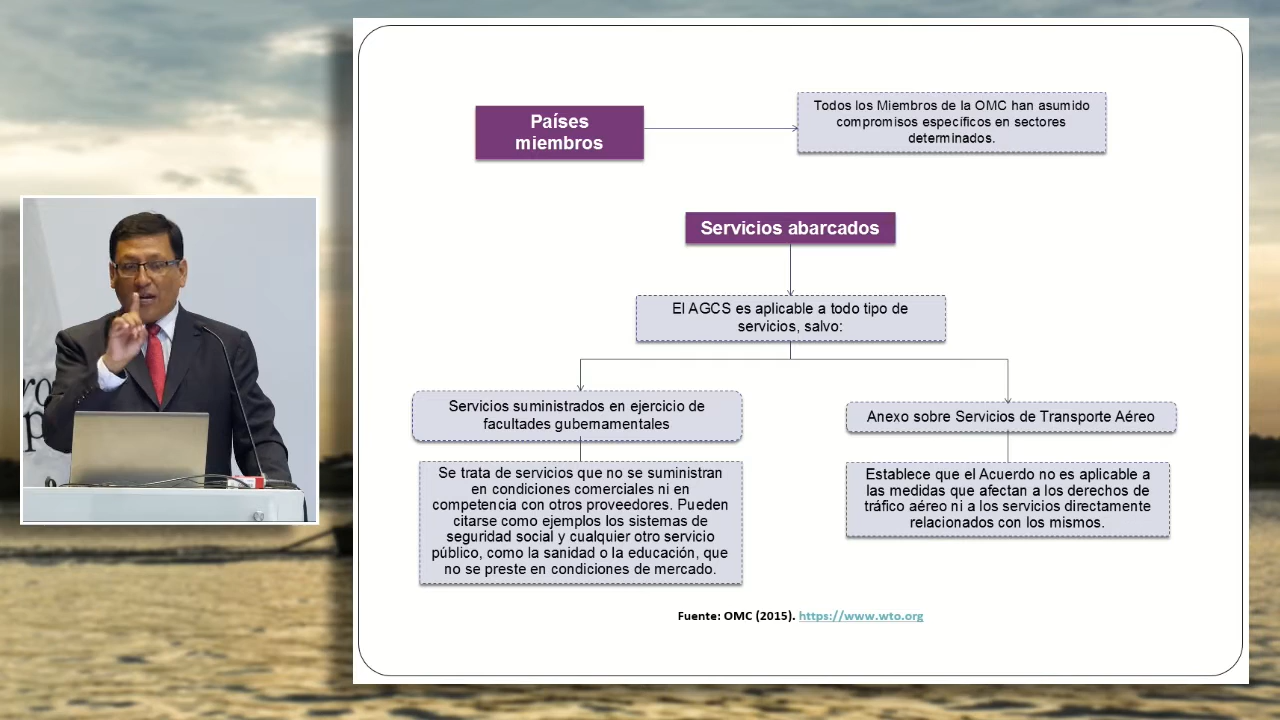 Países
miembros
Todos los Miembros de la OMC han asumido
compromisos específicos en sectores
determinados.
Servicios abarcados
El AGCS es aplicable a todo tipo de
servicios, salvo:
Servicios suministrados en ejercicio de
facultades gubernamentales
Se trata de servicios que no se suministran
en condiciones comerciales ni en
competencia con otros proveedores. Pueden
citarse como ejemplos los sistemas de
seguridad social y cualquier otro servicio
público, como la sanidad o la educación, que
no se preste en condiciones de mercado.
Anexo sobre Servicios de Transporte Aéreo
Establece que el Acuerdo no es aplicable a
las medidas que afectan a los derechos de
tráfico aéreo ni a los servicios directamente
relacionados con los mismos.
Fuente: OMC (2015). https://www.wto.org